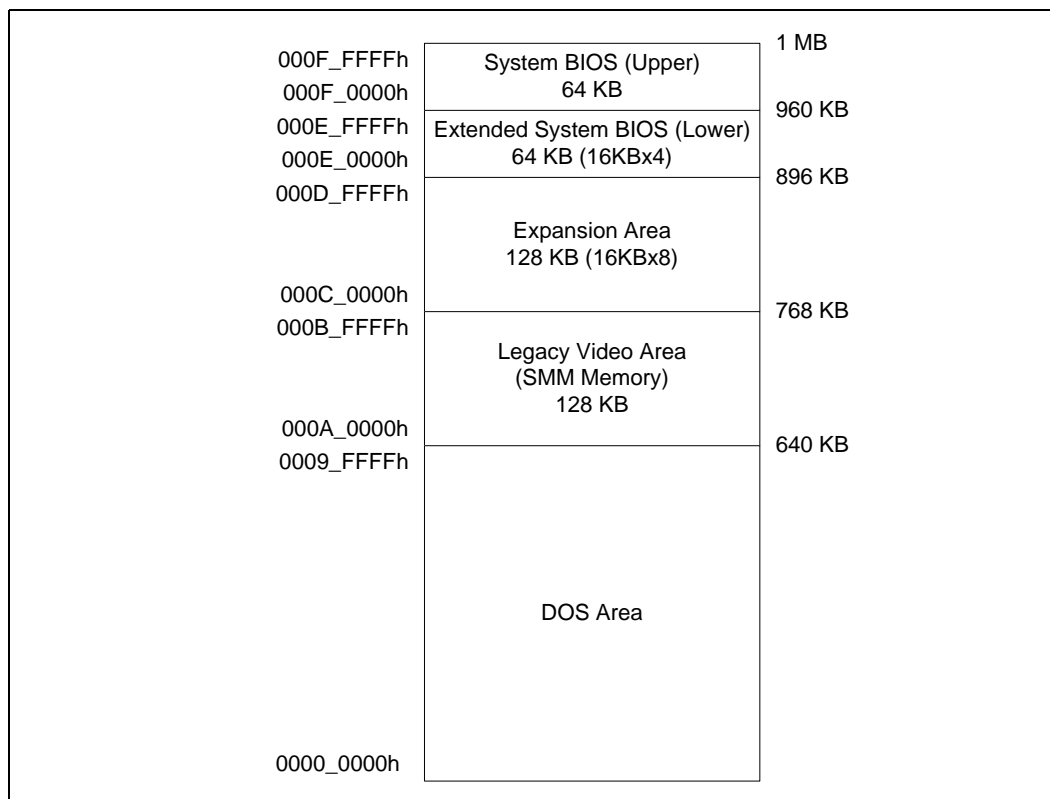 1 MB
000F_FFFFh
System BIOS (Upper)
64 KB
000F_0000h
960 KB
000E_FFFFh
Extended System BIOS (Lower)
64 KB (16KBx4)
000E_0000h
896 KB
000D_FFFFh
Expansion Area
128 KB (16KBx8)
000C_0000h
768 KB
000B_FFFFh
Legacy Video Area
(SMM Memory)
128 KB
000A_0000h
640 KB
0009_FFFFh
DOS Area
0000_0000h